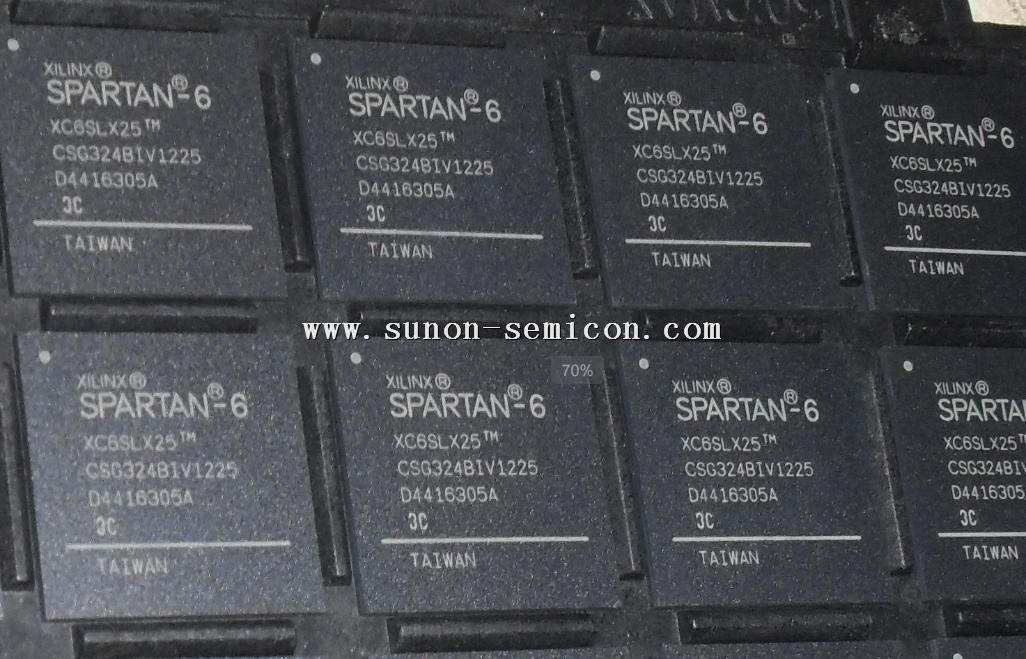 XILINX®
SPARTAN®-6
XC6SLX25™
CSG324BIV1225
D4416305A
3C
TAIWAN
XILINX®
SPARTAN®-6
XC6SLX25™
CSG324BIV1225
D4416305A
3C
TAIWAN
XILINX®
SPARTAN®-6
XC6SLX25™
CSG324BIV1225
D4416305A
3C
TAIWAN
XILINX®
SPARTAN®-6
XC6SLX25™
CSG324BIV1225
D4416305A
3C
TAIWAN
www.sunon-semicon.com
70%
XILINX®
SPARTAN®-6
XC6SLX25™
CSG324BIV1225
D4416305A
3C
TAIWAN
XILINX®
SPARTAN®-6
XC6SLX25™
CSG324BIV1225
D4416305A
3C
TAIWAN
XILINX®
SPARTAN®-6
XC6SLX25™
CSG324BIV1225
D4416305A
3C
TAIWAN
XILINX®
SPARTA
XC6SLX25
CSG324BI
D4416305
3C
TAIWAN